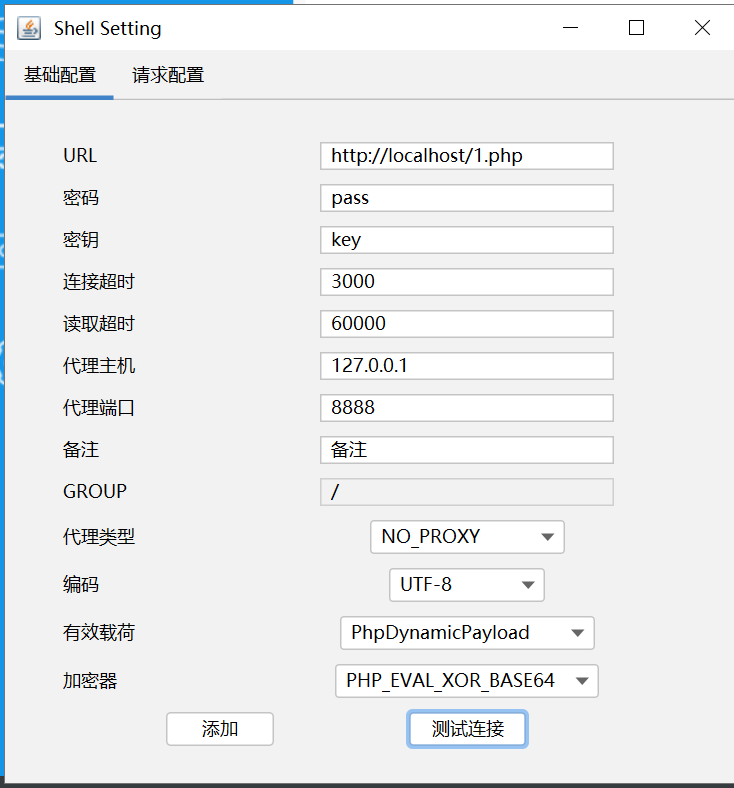 Shell Setting
基础配置 请求配置
URL http://localhost/1.php
密码 pass
密钥 key
连接超时 3000
读取超时 60000
代理主机 127.0.0.1
代理端口 8888
备注 备注
GROUP /
代理类型 NO_PROXY
编码 UTF-8
有效载荷 PhpDynamicPayload
加密器 PHP_EVAL_XOR_BASE64
添加 测试连接